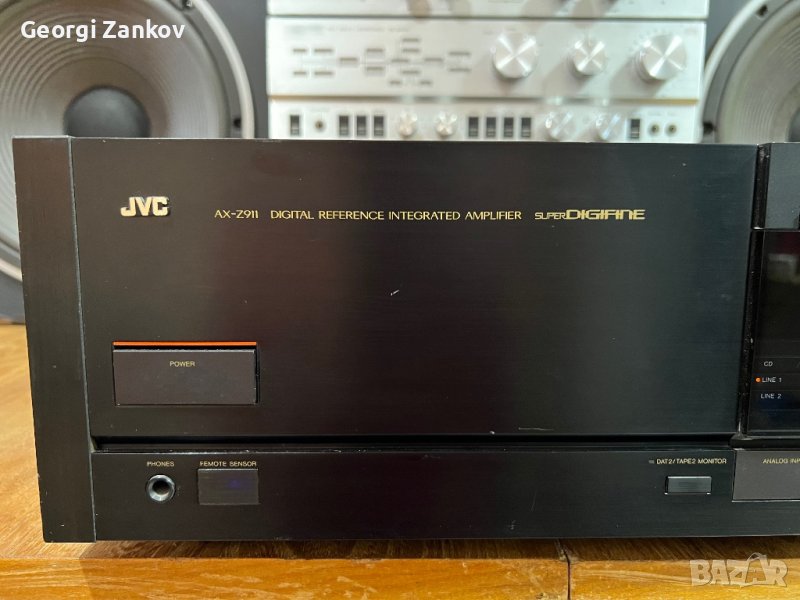 Georgi Zankov
JVC
AX-Z911 DIGITAL REFERENCE INTEGRATED AMPLIFIER SUPER DIGIFINE
POWER
CD
LINE 1
LINE 2
PHONES
REMOTE SENSOR
DAT2/TAPE2 MONITOR
ANALOG INP
BAZAR